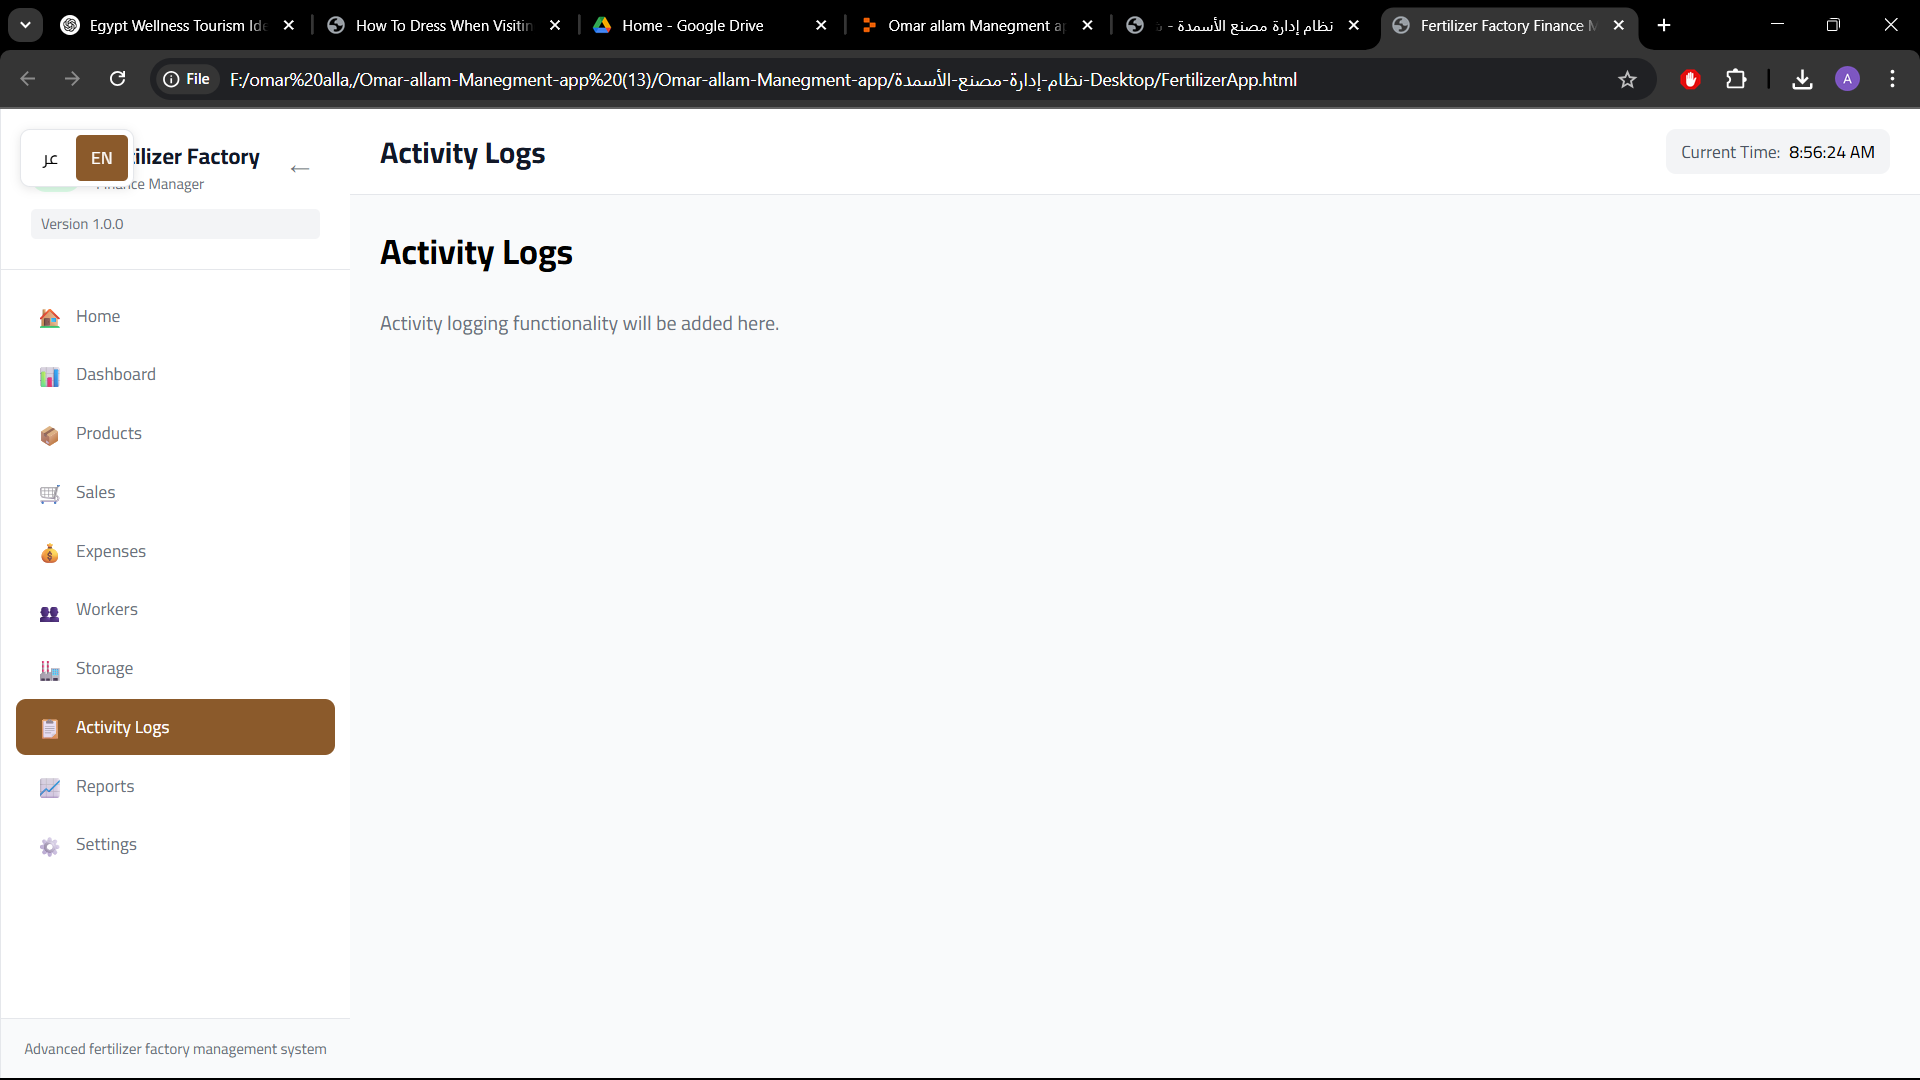 Egypt Wellness Tourism Ide
How To Dress When Visitin
Home - Google Drive
Omar allam Manegment a
نظام إدارة مصنع الأسمدة -
Fertilizer Factory Finance M
File
F:/omar%20alla,/Omar-allam-Manegment-app%20(13)/Omar-allam-Manegment-app/نظام-إدارة-مصنع-الأسمدة-Desktop/FertilizerApp.html
A
عر
EN
tilizer Factory
Finance Manager
Version 1.0.0
Activity Logs
Current Time: 8:56:24 AM
Home
Dashboard
Products
Sales
Expenses
Workers
Storage
Activity Logs
Reports
Settings
Advanced fertilizer factory management system
Activity Logs
Activity logging functionality will be added here.